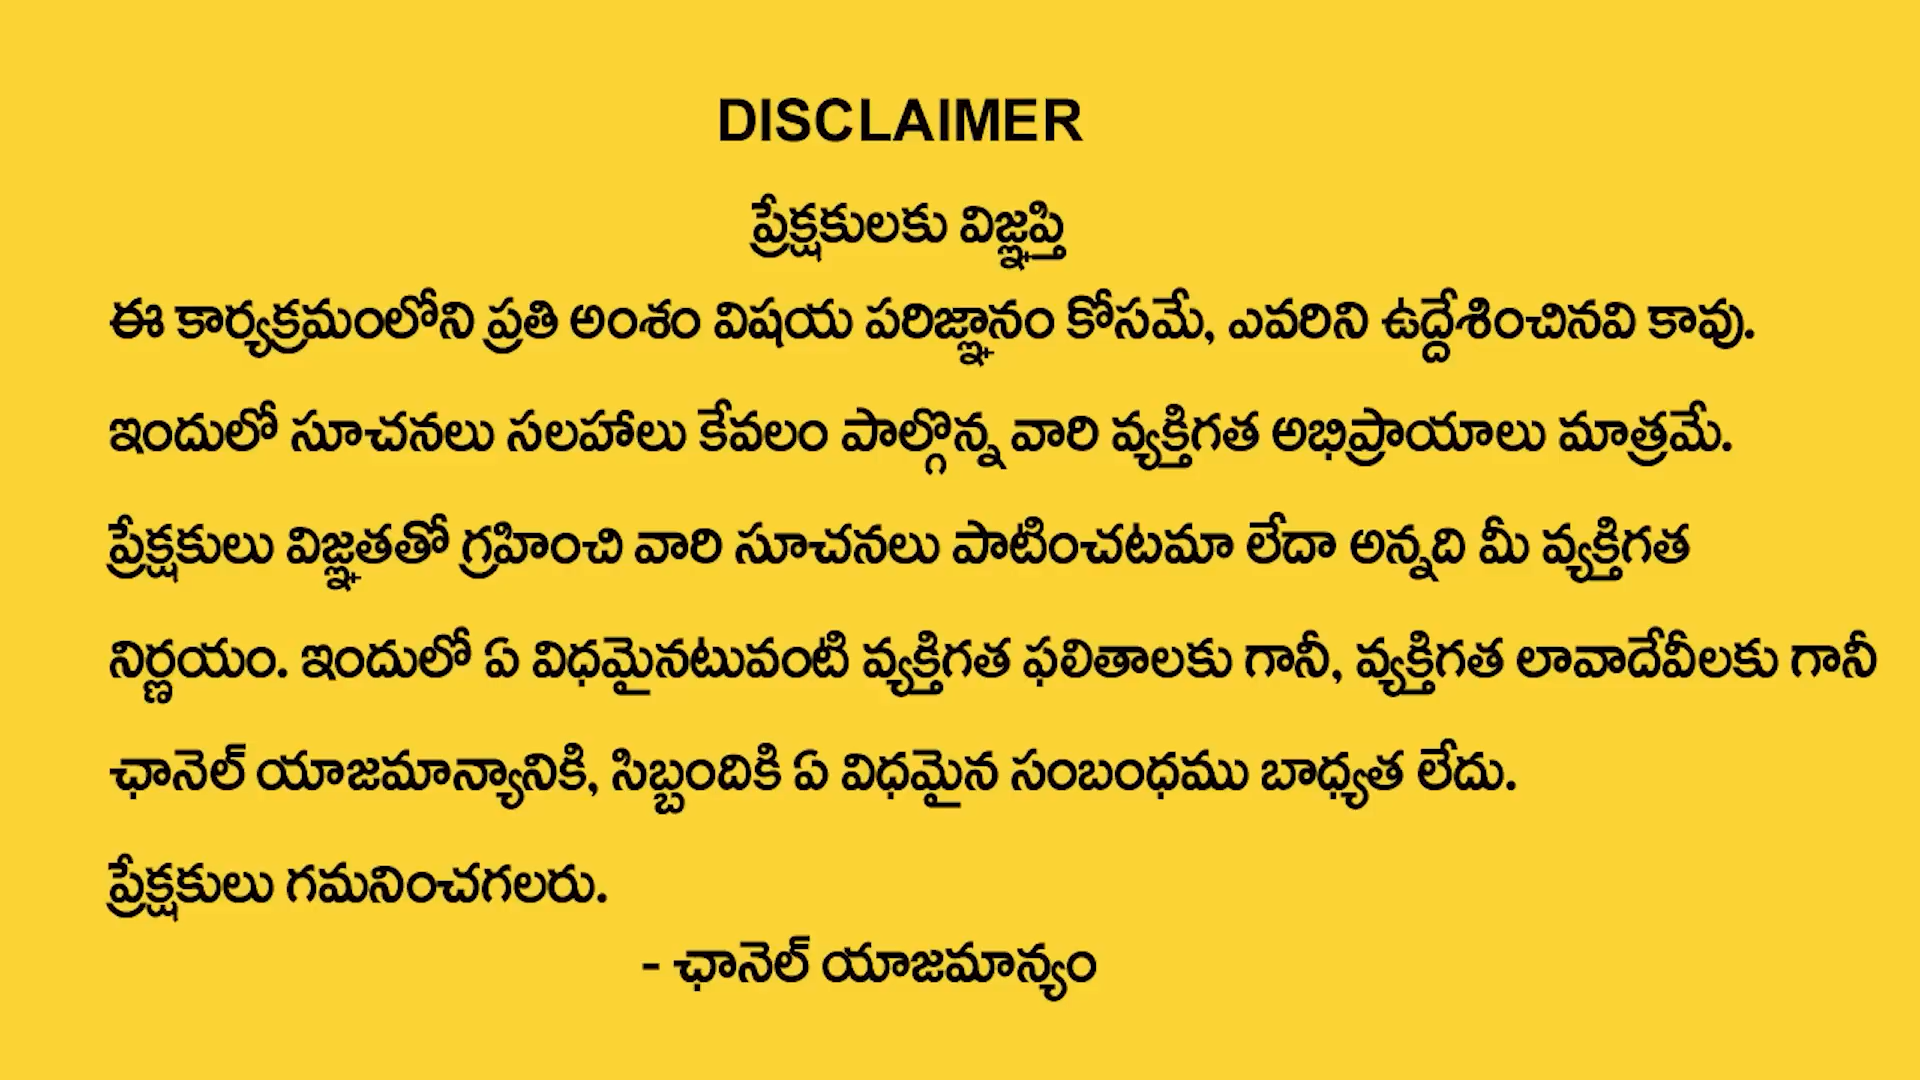 DISCLAIMER
ప్రేక్షకులకు విజ్ఞప్తి
ఈ కార్యక్రమంలోని ప్రతి అంశం విషయ పరిజ్ఞానం కోసమే, ఎవరిని ఉద్దేశించినవి కావు.
ఇందులో సూచనలు సలహాలు కేవలం పాల్గొన్న వారి వ్యక్తిగత అభిప్రాయాలు మాత్రమే.
ప్రేక్షకులు విజ్ఞతతో గ్రహించి వారి సూచనలు పాటించటమా లేదా అన్నది మీ వ్యక్తిగత
నిర్ణయం. ఇందులో ఏ విధమైనటువంటి వ్యక్తిగత ఫలితాలకు గానీ, వ్యక్తిగత లావాదేవీలకు గానీ
ఛానెల్ యాజమాన్యానికి, సిబ్బందికి ఏ విధమైన సంబంధము బాధ్యత లేదు.
ప్రేక్షకులు గమనించగలరు.
- ఛానెల్ యాజమాన్యం